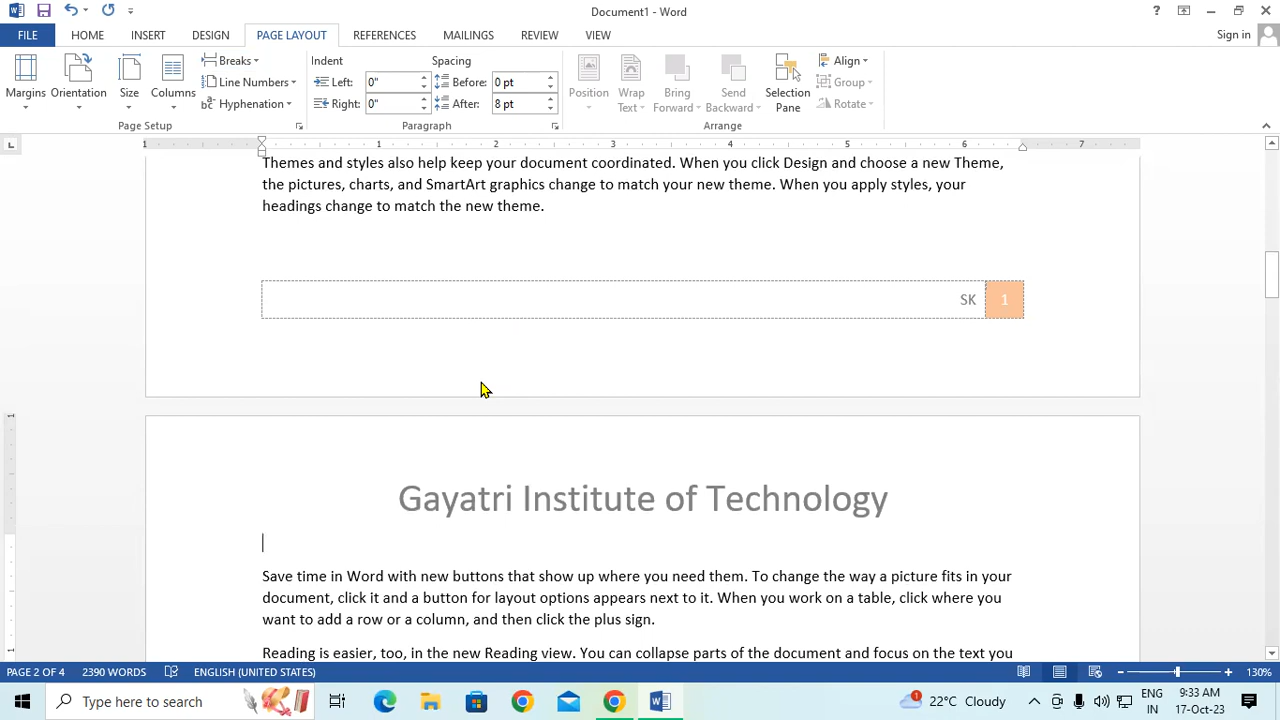 Document1 - Word
FILE HOME INSERT DESIGN PAGE LAYOUT REFERENCES MAILINGS REVIEW VIEW Sign in
Margins Orientation Size Columns
Breaks
Line Numbers
Hyphenation
Page Setup
Indent Spacing
Left: 0" Before: 0 pt
Right: 0" After: 8 pt
Paragraph
Position Wrap Text Bring Forward Send Backward Selection Pane
Align
Group
Rotate
Arrange
1 1 2 3 4 5 6 7
Themes and styles also help keep your document coordinated. When you click Design and choose a new Theme,
the pictures, charts, and SmartArt graphics change to match your new theme. When you apply styles, your
headings change to match the new theme.
SK 1
Gayatri Institute of Technology
Save time in Word with new buttons that show up where you need them. To change the way a picture fits in your
document, click it and a button for layout options appears next to it. When you work on a table, click where you
want to add a row or a column, and then click the plus sign.
Reading is easier, too, in the new Reading view. You can collapse parts of the document and focus on the text you
PAGE 2 OF 4 2390 WORDS ENGLISH (UNITED STATES) 130%
Type here to search
22°C Cloudy
ENG
IN
9:33 AM
17-Oct-23